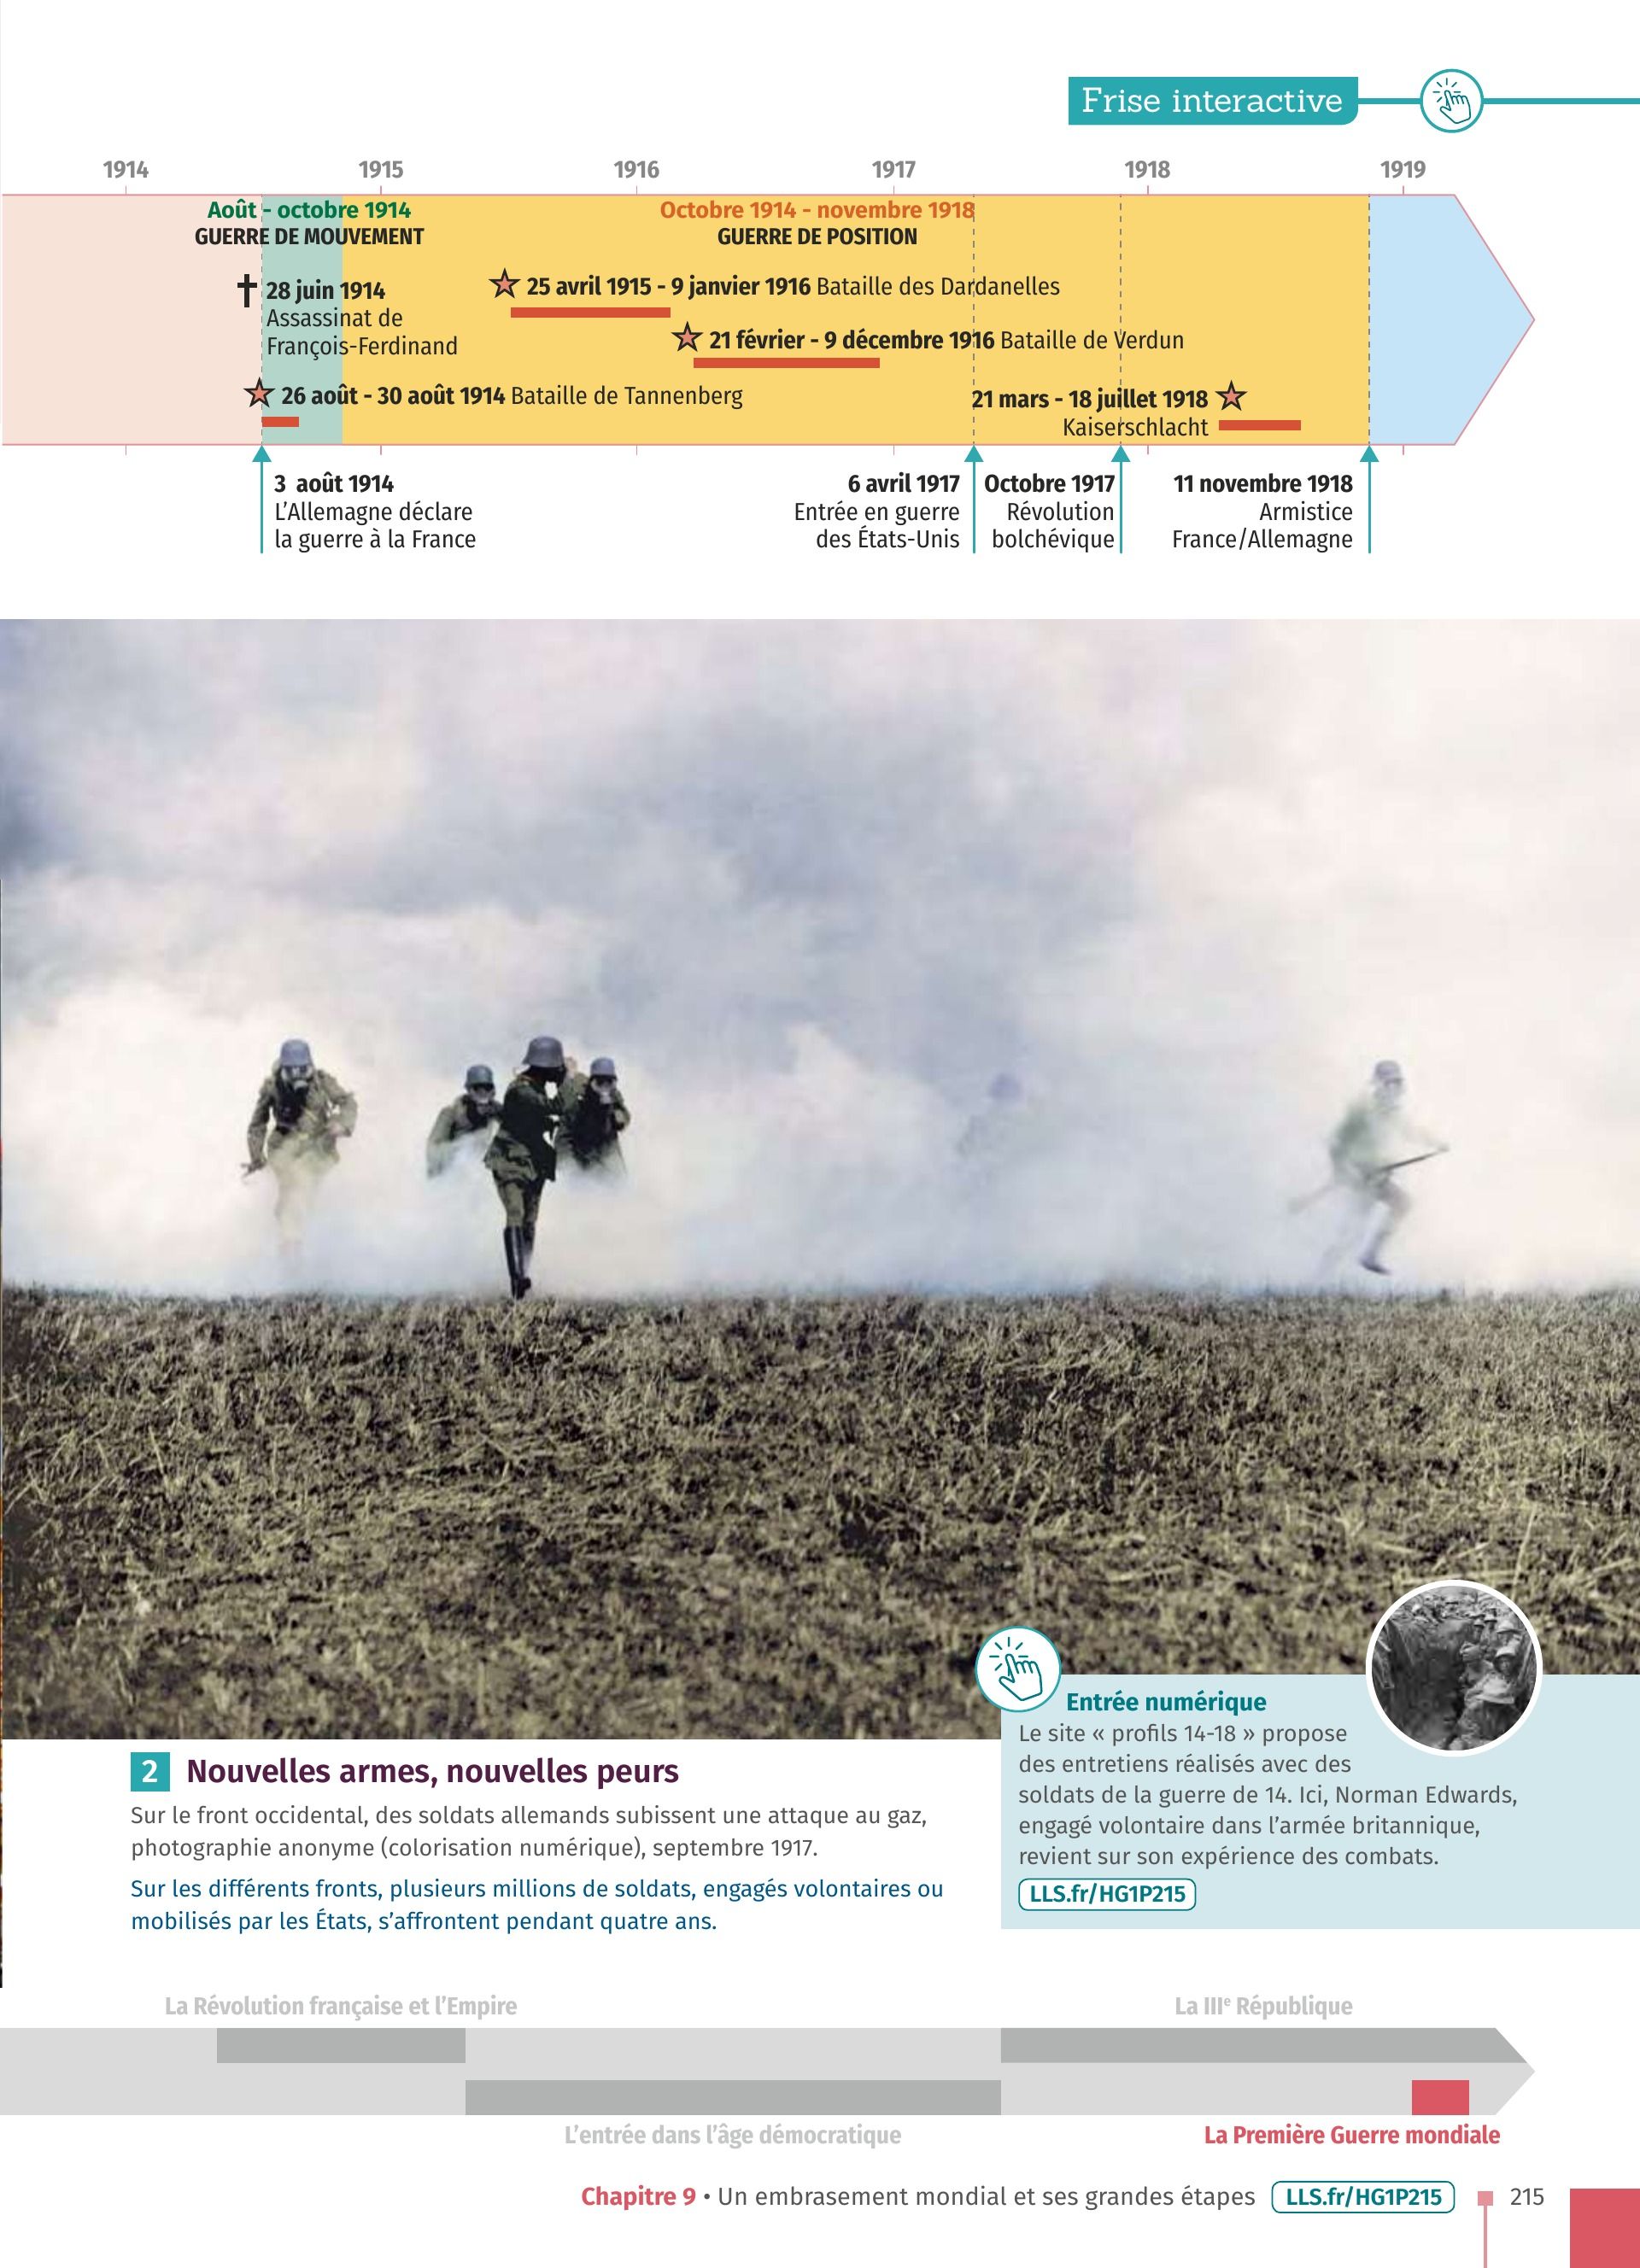 Frise interactive
1914 1915 1916 1917 1918 1919
Août - octobre 1914
GUERRE DE MOUVEMENT
Octobre 1914 - novembre 1918
GUERRE DE POSITION
28 juin 1914
Assassinat de
François-Ferdinand
25 avril 1915 - 9 janvier 1916 Bataille des Dardanelles
21 février - 9 décembre 1916 Bataille de Verdun
26 août - 30 août 1914 Bataille de Tannenberg
21 mars - 18 juillet 1918
Kaiserschlacht
3 août 1914
L’Allemagne déclare
la guerre à la France
6 avril 1917
Entrée en guerre
des États-Unis
Octobre 1917
Révolution
bolchévique
11 novembre 1918
Armistice
France/Allemagne
2 Nouvelles armes, nouvelles peurs
Sur le front occidental, des soldats allemands subissent une attaque au gaz,
photographie anonyme (colorisation numérique), septembre 1917.
Sur les différents fronts, plusieurs millions de soldats, engagés volontaires ou
mobilisés par les États, s’affrontent pendant quatre ans.
Entrée numérique
Le site « profils 14-18 » propose
des entretiens réalisés avec des
soldats de la guerre de 14. Ici, Norman Edwards,
engagé volontaire dans l’armée britannique,
revient sur son expérience des combats.
LLS.fr/HG1P215
La Révolution française et l’Empire
La IIIe République
L’entrée dans l’âge démocratique
La Première Guerre mondiale
Chapitre 9 • Un embrasement mondial et ses grandes étapes LLS.fr/HG1P215 215